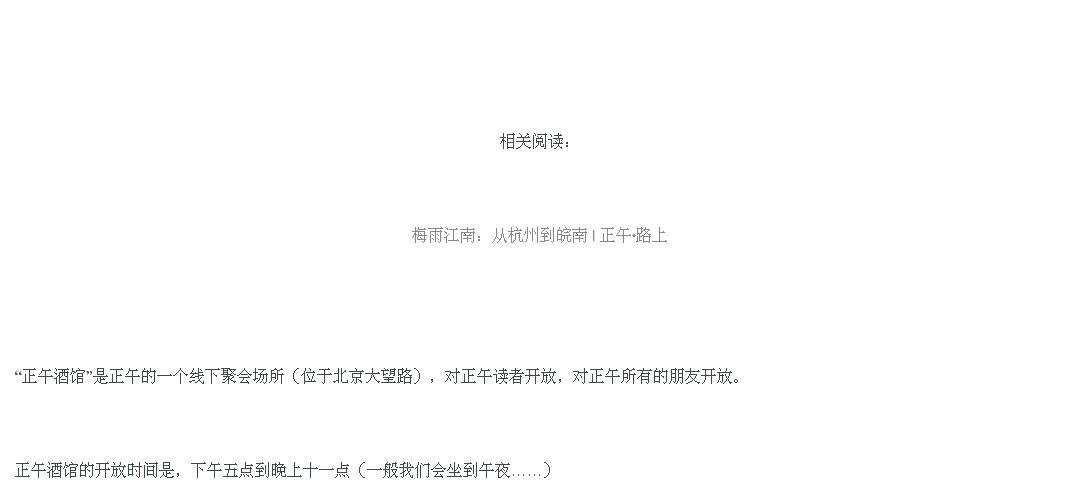 相关阅读：
梅雨江南：从杭州到皖南 | 正午·路上
“正午酒馆”是正午的一个线下聚会场所（位于北京大望路），对正午读者开放，对正午所有的朋友开放。
正午酒馆的开放时间是，下午五点到晚上十一点（一般我们会坐到午夜……）